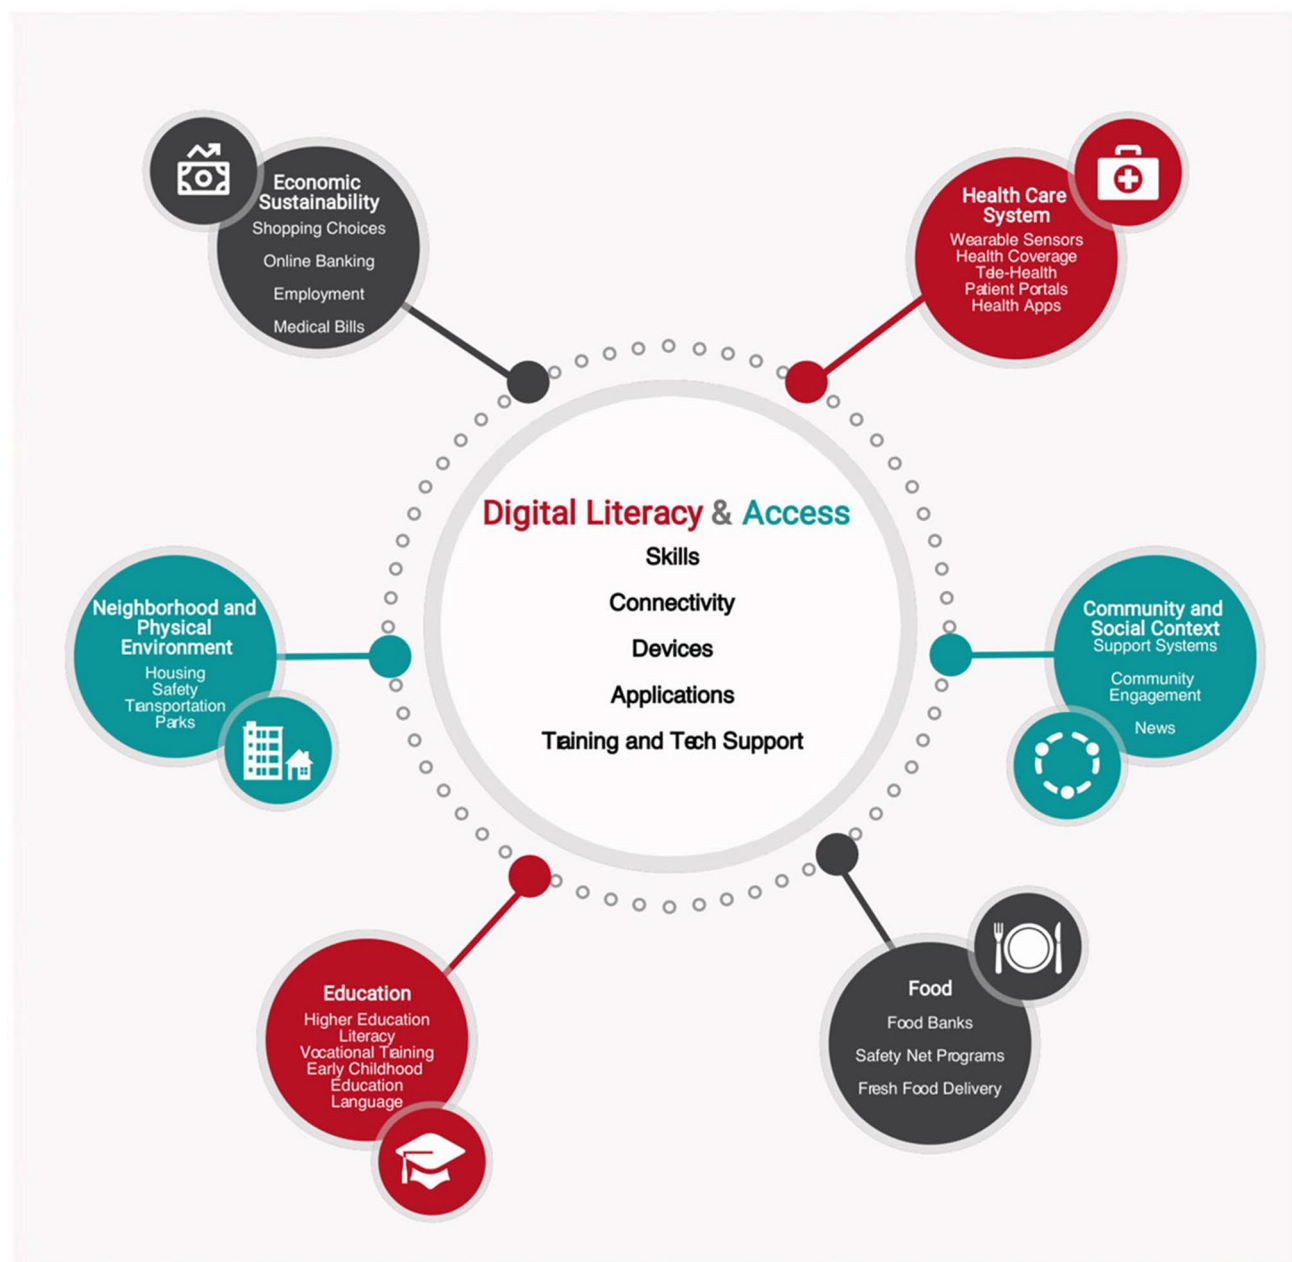 Economic
Sustainability
Shopping Choices
Online Banking
Employment
Medical Bills
Health Care
System
Wearable Sensors
Health Coverage
Tele-Health
Patient Portals
Health Apps
Digital Literacy & Access
Skills
Connectivity
Devices
Applications
Training and Tech Support
Neighborhood and
Physical
Environment
Housing
Safety
Transportation
Parks
Community and
Social Context
Support Systems
Community
Engagement
News
Education
Higher Education
Literacy
Vocational Training
Early Childhood
Education
Language
Food
Food Banks
Safety Net Programs
Fresh Food Delivery